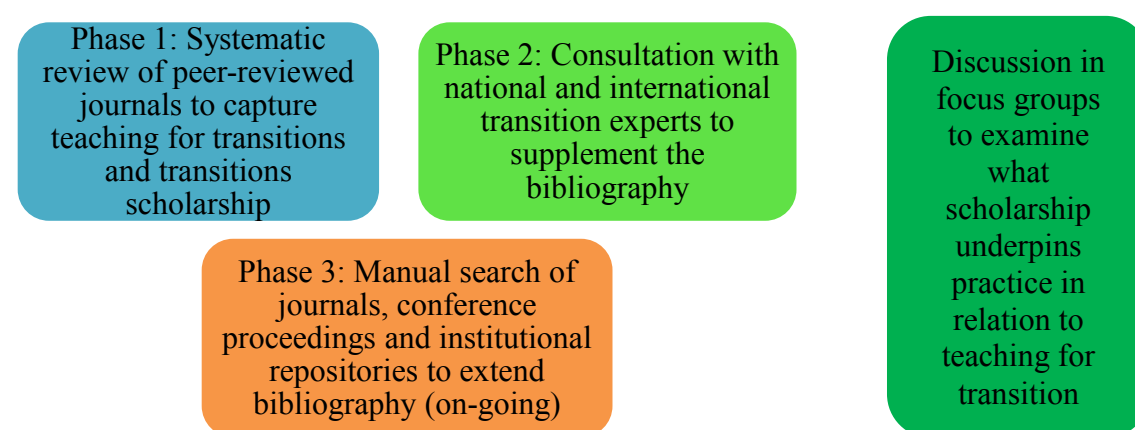 Phase 1: Systematic
review of peer-reviewed
journals to capture
teaching for transitions
and transitions
scholarship
Phase 2: Consultation with
national and international
transition experts to
supplement the
bibliography
Phase 3: Manual search of
journals, conference
proceedings and institutional
repositories to extend
bibliography (on-going)
Discussion in
focus groups
to examine
what
scholarship
underpins
practice in
relation to
teaching for
transition